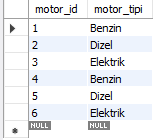 motor_id motor_tipi
1 Benzin
2 Dizel
3 Elektrik
4 Benzin
5 Dizel
6 Elektrik
NULL NULL